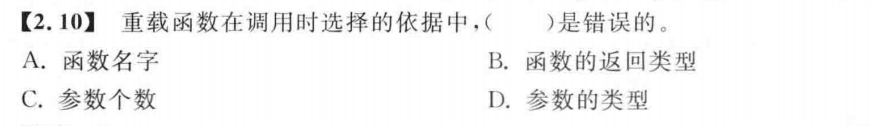 【2.10】 重载函数在调用时选择的依据中,(　　)是错误的。
A. 函数名字　　B. 函数的返回类型
C. 参数个数　　D. 参数的类型